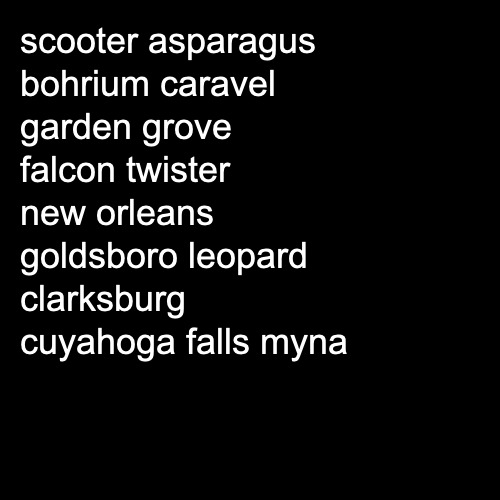 scooter asparagus
bohrium caravel
garden grove
falcon twister
new orleans
goldsboro leopard
clarksburg
cuyahoga falls myna